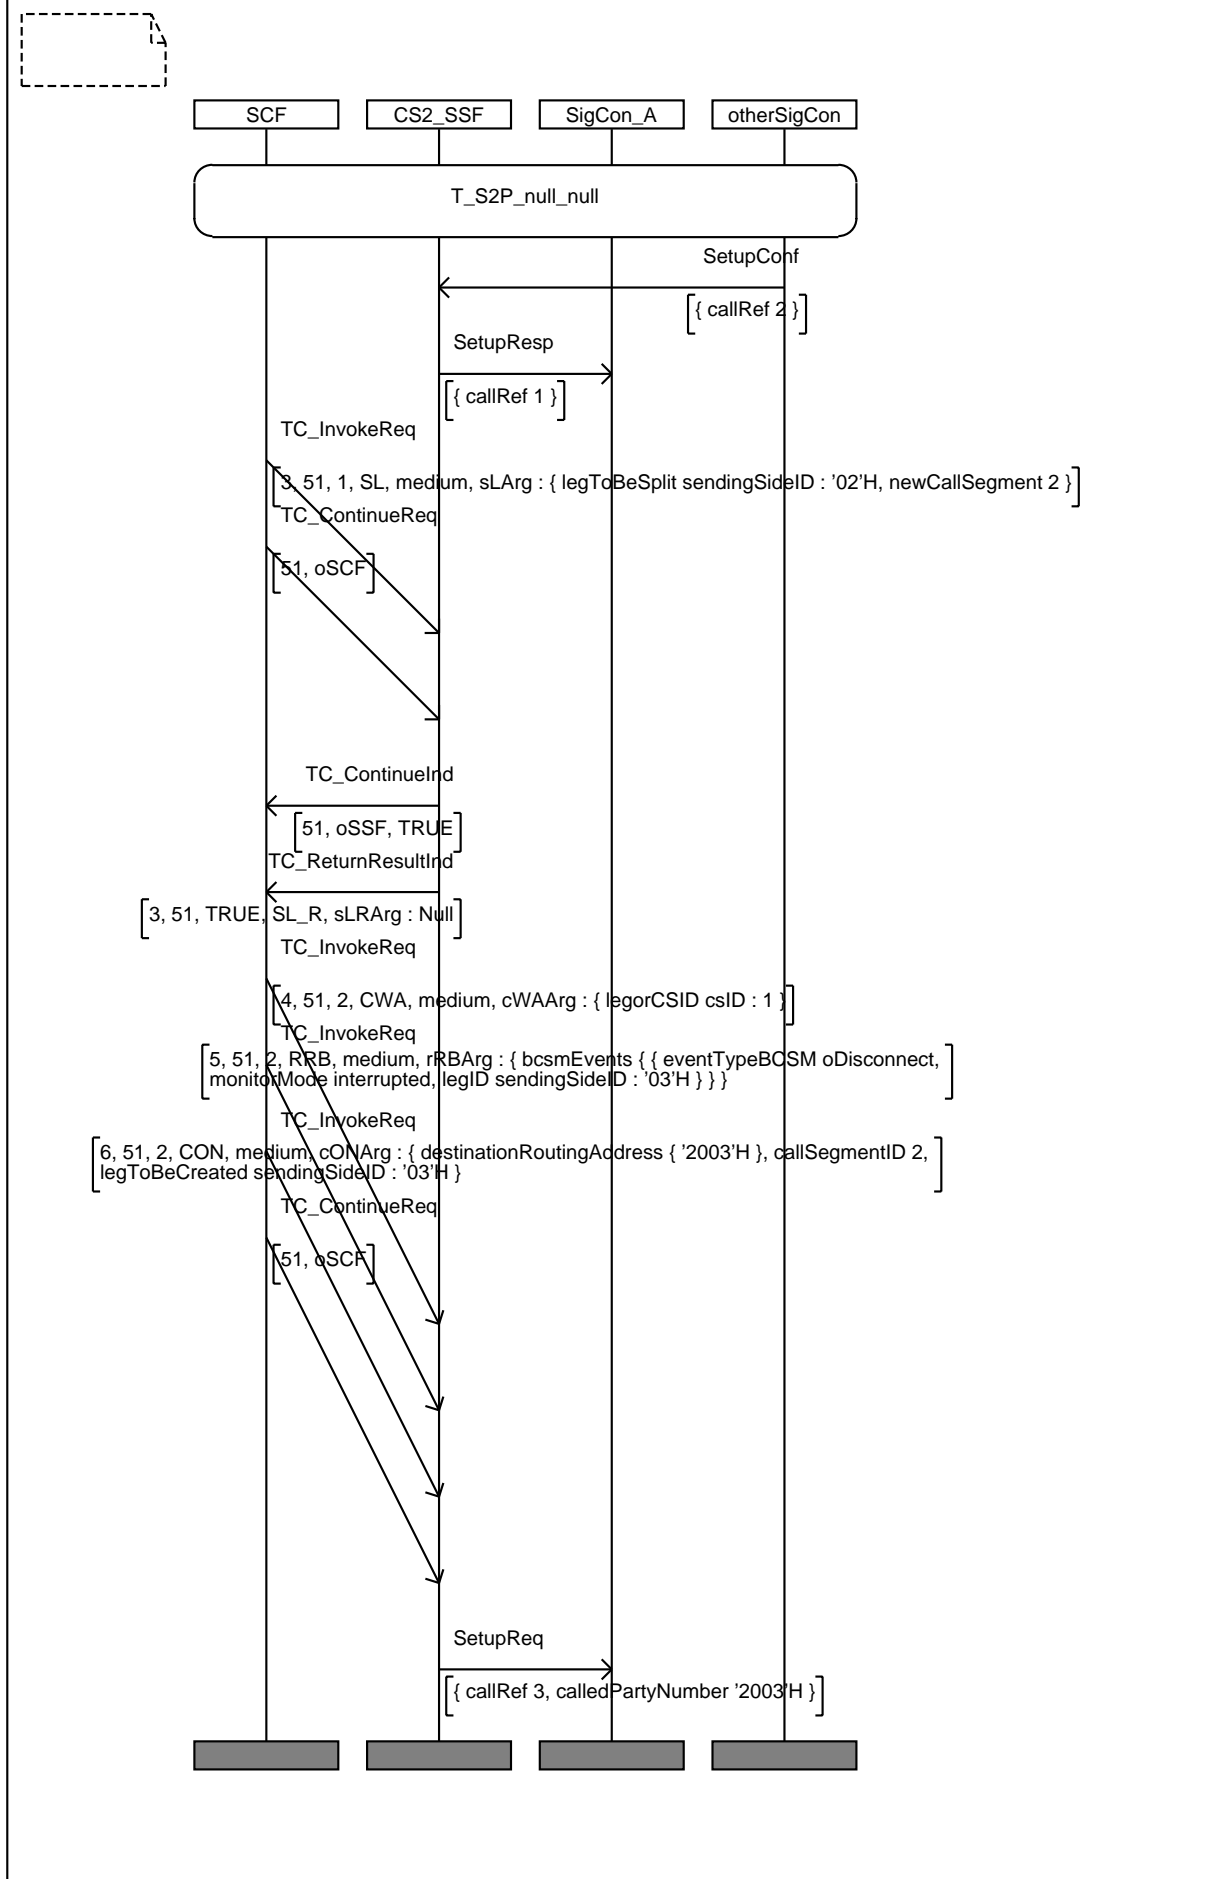 SCF
CS2_SSF
SigCon_A
otherSigCon
T_S2P_null_null
SetupConf
{ callRef 2 }
SetupResp
{ callRef 1 }
TC_InvokeReq
3, 51, 1, SL, medium, sLArg : { legToBeSplit sendingSideID : ’02’H, newCallSegment 2 }
TC_ContinueReq
51, oSCF
TC_ContinueInd
51, oSSF, TRUE
TC_ReturnResultInd
3, 51, TRUE, SL_R, sLRArg : Null
TC_InvokeReq
4, 51, 2, CWA, medium, cWAArg : { legorCSID csID : 1 }
TC_InvokeReq
5, 51, 2, RRB, medium, rRBArg : { bcsmEvents { { eventTypeBCSM oDisconnect,
monitorMode interrupted, legID sendingSideID : ’03’H } } }
TC_InvokeReq
6, 51, 2, CON, medium, cONArg : { destinationRoutingAddress { ’2003’H }, callSegmentID 2,
legToBeCreated sendingSideID : ’03’H }
TC_ContinueReq
51, oSCF
SetupReq
{ callRef 3, calledPartyNumber ’2003’H }